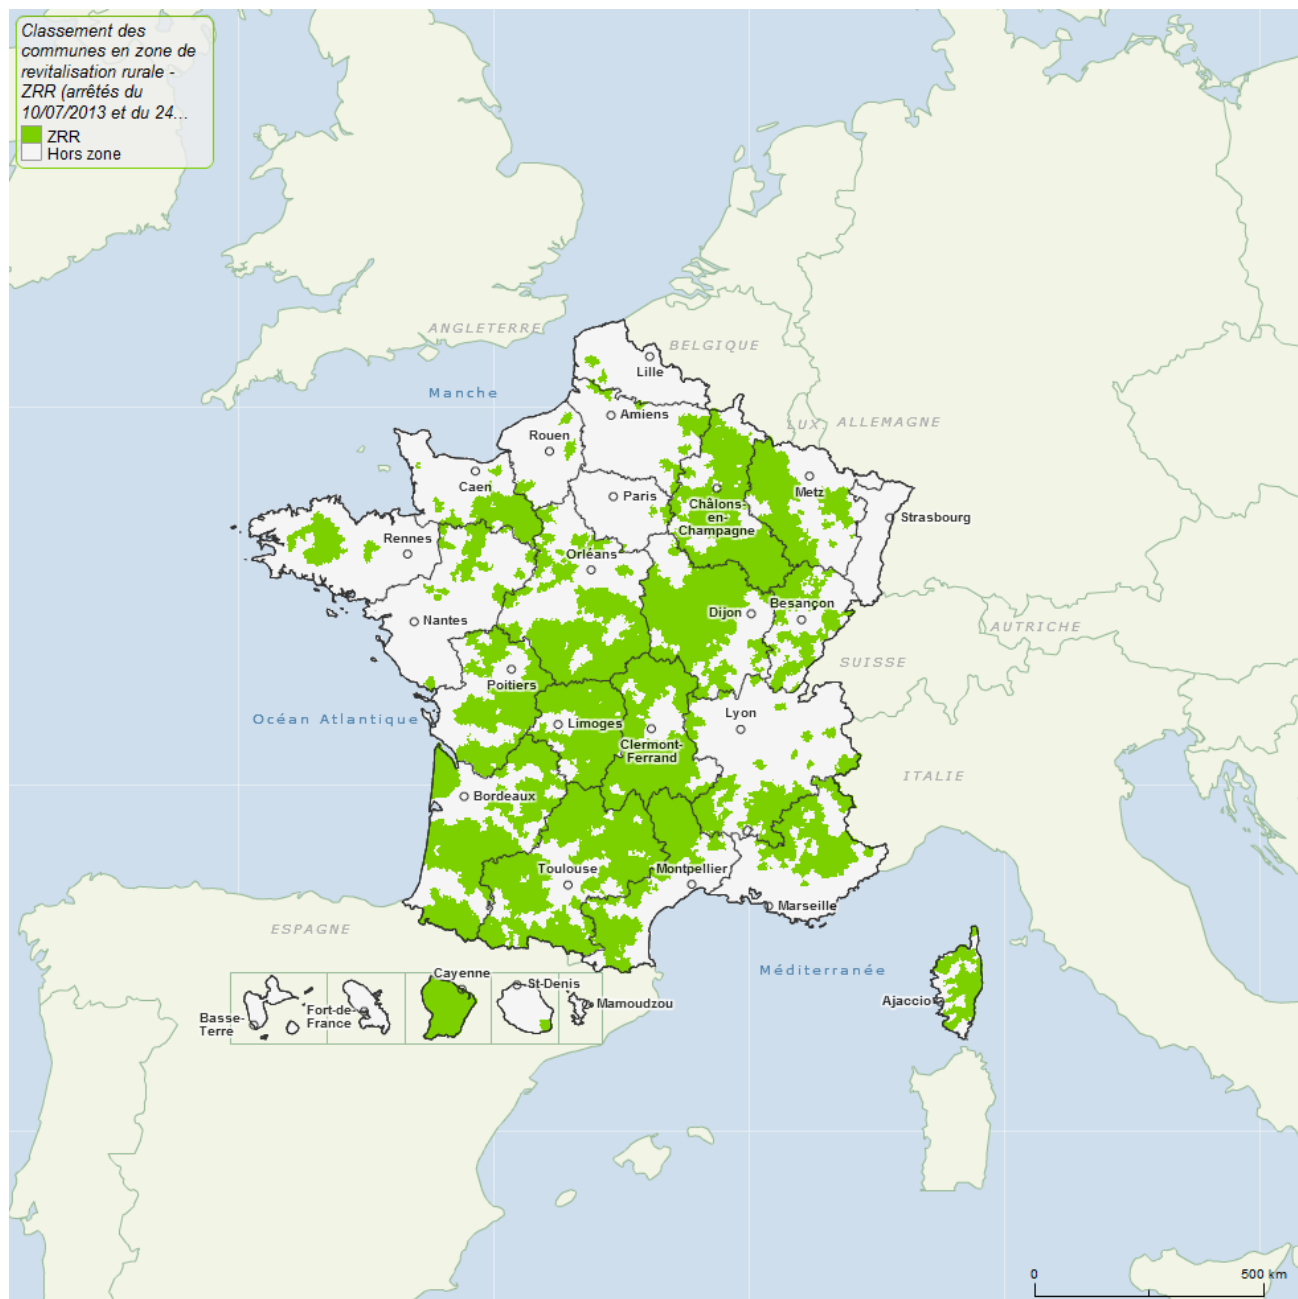 Classement des
communes en zone de
revitalisation rurale -
ZRR (arrêtés du
10/07/2013 et du 24...
ZRR
Hors zone
ANGLETERRE
BELGIQUE
Lille
Manche
Amiens
LUX.
ALLEMAGNE
Rouen
Caen
Paris
Metz
Châlons-
en-
Champagne
Strasbourg
Rennes
Orléans
Nantes
Dijon
Besançon
AUTRICHE
SUISSE
Poitiers
Océan Atlantique
Limoges
Lyon
Clermont-
Ferrand
ITALIE
Bordeaux
Toulouse
Montpellier
Marseille
ESPAGNE
Méditerranée
Ajaccio
Cayenne
St-Denis
Mamoudzou
Basse-
Terre
Fort-de-
France
0
500 km